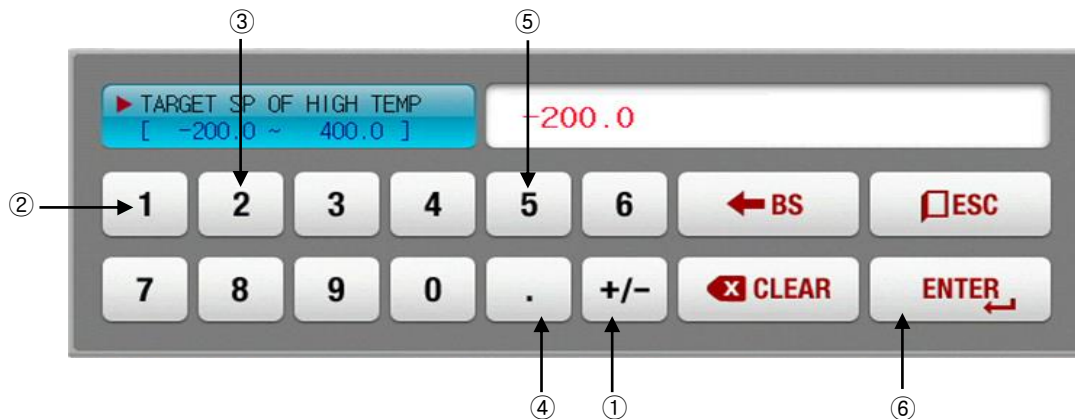 ③ ⑤
▶ TARGET SP OF HIGH TEMP
[ -200.0 ~ 400.0 ]
-200.0
② 1 2 3 4 5 6 BS ESC
7 8 9 0 . +/- CLEAR ENTER
④ ① ⑥